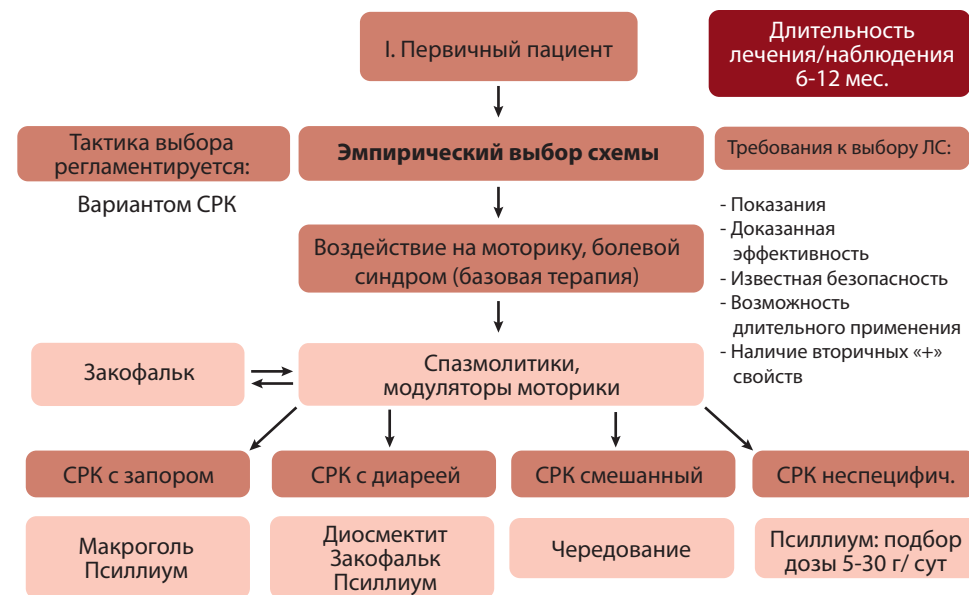 I. Первичный пациент
Длительность
лечения/наблюдения
6-12 мес.
Тактика выбора
регламентируется:
Вариантом СРК
Эмпирический выбор схемы
Требования к выбору ЛС:
- Показания
- Доказанная
эффективность
- Известная безопасность
- Возможность
длительного применения
- Наличие вторичных «+»
свойств
Воздействие на моторику, болевой
синдром (базовая терапия)
Закофальк
Спазмолитики,
модуляторы моторики
СРК с запором
СРК с диареей
СРК смешанный
СРК неспецифич.
Макроголь
Псиллиум
Диосмектит
Закофальк
Псиллиум
Чередование
Псиллиум: подбор
дозы 5-30 г/ сут